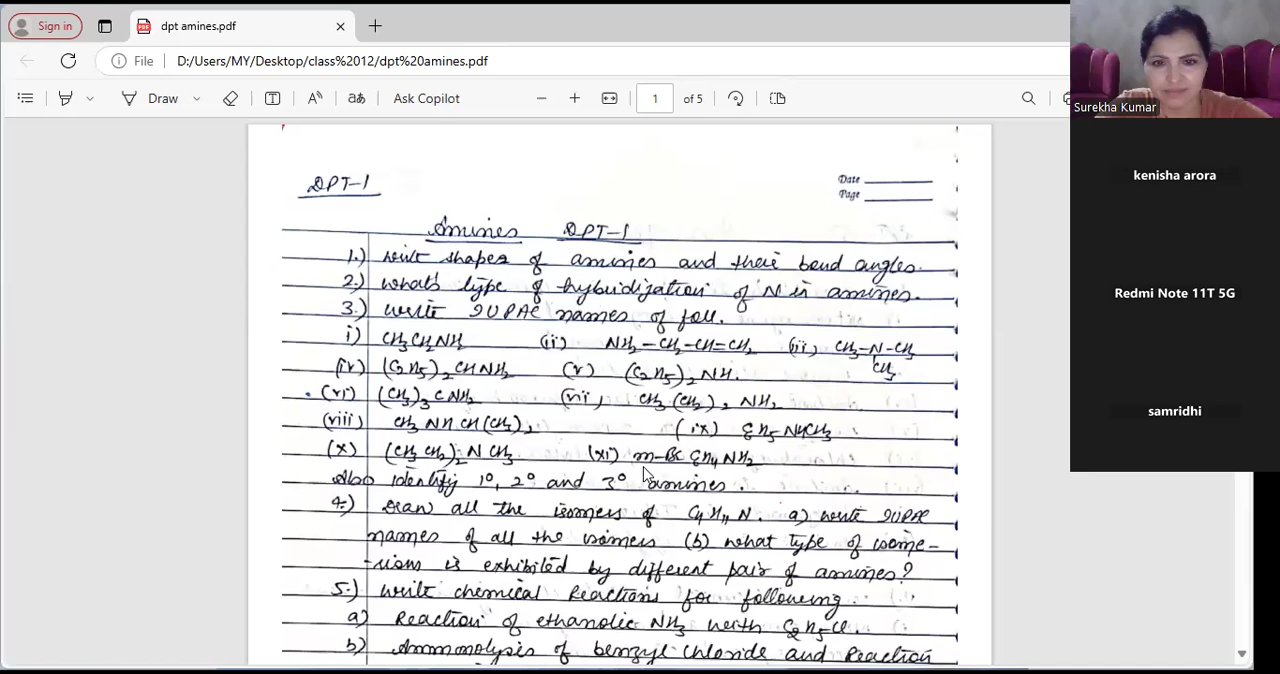 Sign in
dpt amines.pdf
File D:/Users/MY/Desktop/class%2012/dpt%20amines.pdf
Draw
aあ
Ask Copilot
1 of 5
Surekha Kumar
kenisha arora
Redmi Note 11T 5G
samridhi
DPT-1
Date
Page
Amines DPT-1
1.) write shapes of amines and their bond angles.
2.) what's type of hybridization of N in amines.
3.) write IUPAC names of foll.
i) CH3CH2NH (ii) NH2-CH2-CH=CH2 (iii) CH3-N-CH3
CH3
(iv) (C2H5)2CHNH2 (v) (C2H5)2NH.
(vi) (CH3)3CNH2 (vii) CH3(CH2)2NH2
(viii) CH3NHCH(CH3)2 (ix) C6H5NHCH3
(x) (CH3CH2)2NCH3 (xi) m-BrC6H4NH2
Also identify 1°, 2° and 3° amines.
4.) Draw all the isomers of C4H11N. a) write IUPAC
names of all the isomers (b) what type of isome-
-rism is exhibited by different pair of amines?
5.) write chemical Reactions for following.
a) Reaction of ethanolic NH3 with C2H5Cl.
b) Ammonolysis of benzyl chloride and Reaction